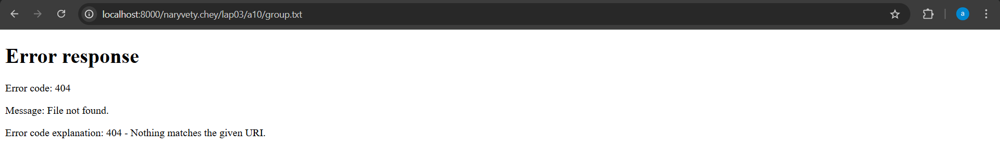 localhost:8000/naryvety.chey/lap03/a10/group.txt
a
Error response
Error code: 404
Message: File not found.
Error code explanation: 404 - Nothing matches the given URI.